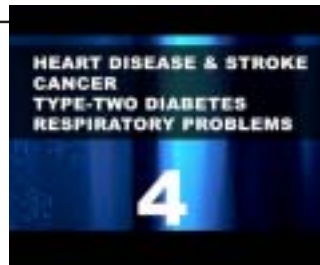 HEART DISEASE & STROKE
CANCER
TYPE-TWO DIABETES
RESPIRATORY PROBLEMS
4